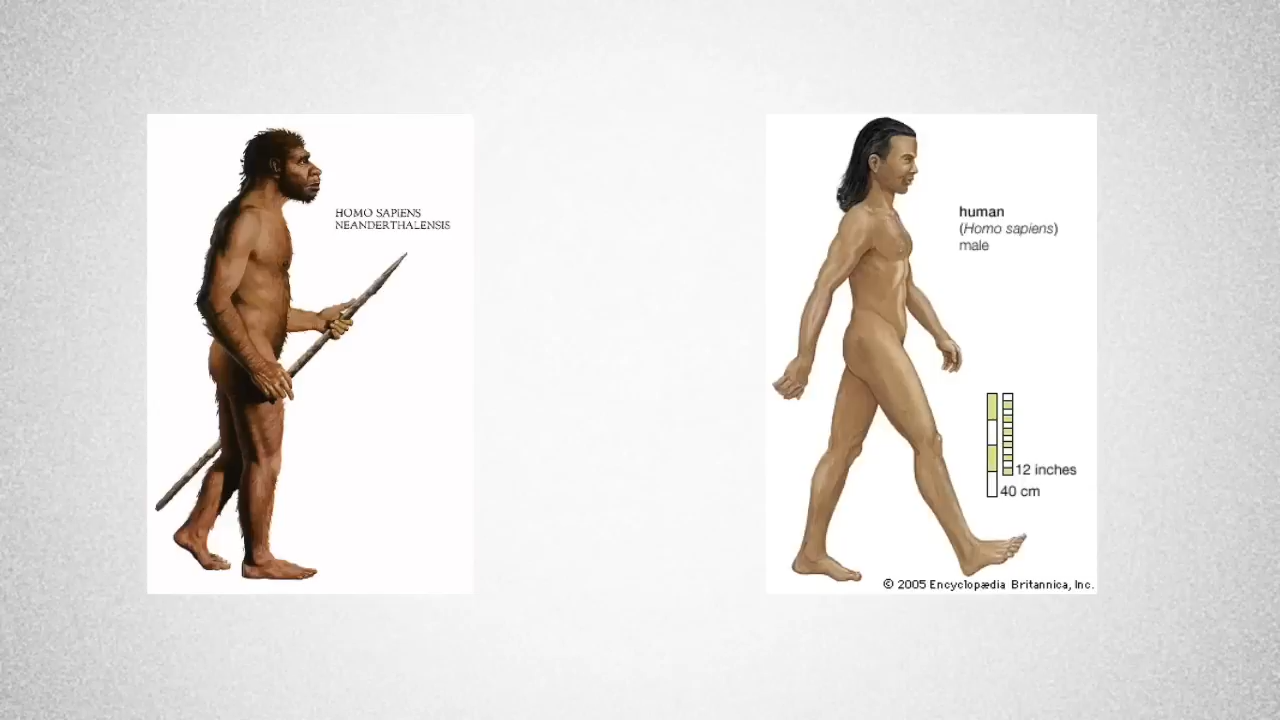 HOMO SAPIENS
NEANDERTHALENSIS
human
(Homo sapiens)
male
12 inches
40 cm
© 2005 Encyclopædia Britannica, Inc.